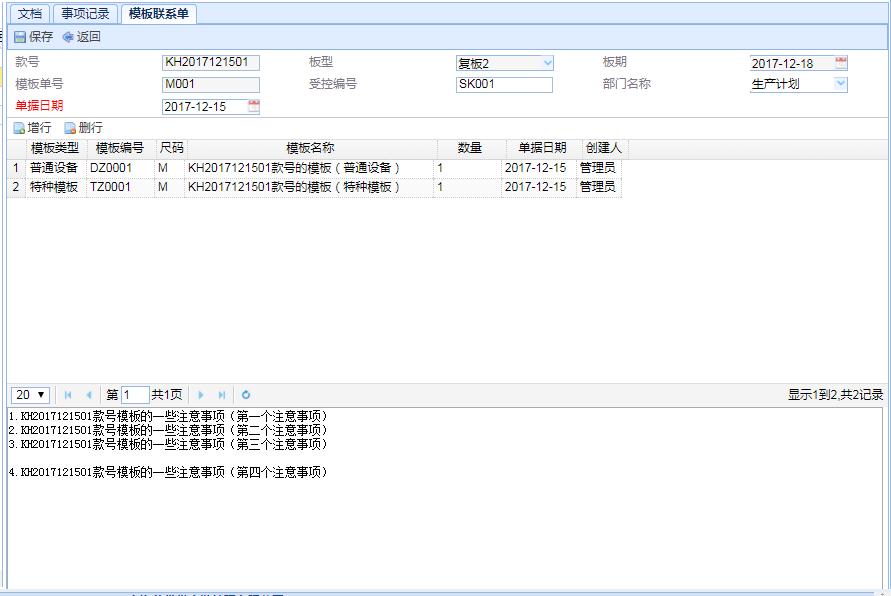 文档 事项记录 模板联系单
保存 返回
款号 KH2017121501 板型 复板2 板期 2017-12-18
模板单号 M001 受控编号 SK001 部门名称 生产计划
单据日期 2017-12-15
增行 删行
模板类型 模板编号 尺码 模板名称 数量 单据日期 创建人
1 普通设备 DZ0001 M KH2017121501款号的模板（普通设备） 1 2017-12-15 管理员
2 特种模板 TZ0001 M KH2017121501款号的模板（特种模板） 1 2017-12-15 管理员
20 第 1 共1页 显示1到2,共2记录
1.KH2017121501款号模板的一些注意事项（第一个注意事项）
2.KH2017121501款号模板的一些注意事项（第二个注意事项）
3.KH2017121501款号模板的一些注意事项（第三个注意事项）
4.KH2017121501款号模板的一些注意事项（第四个注意事项）